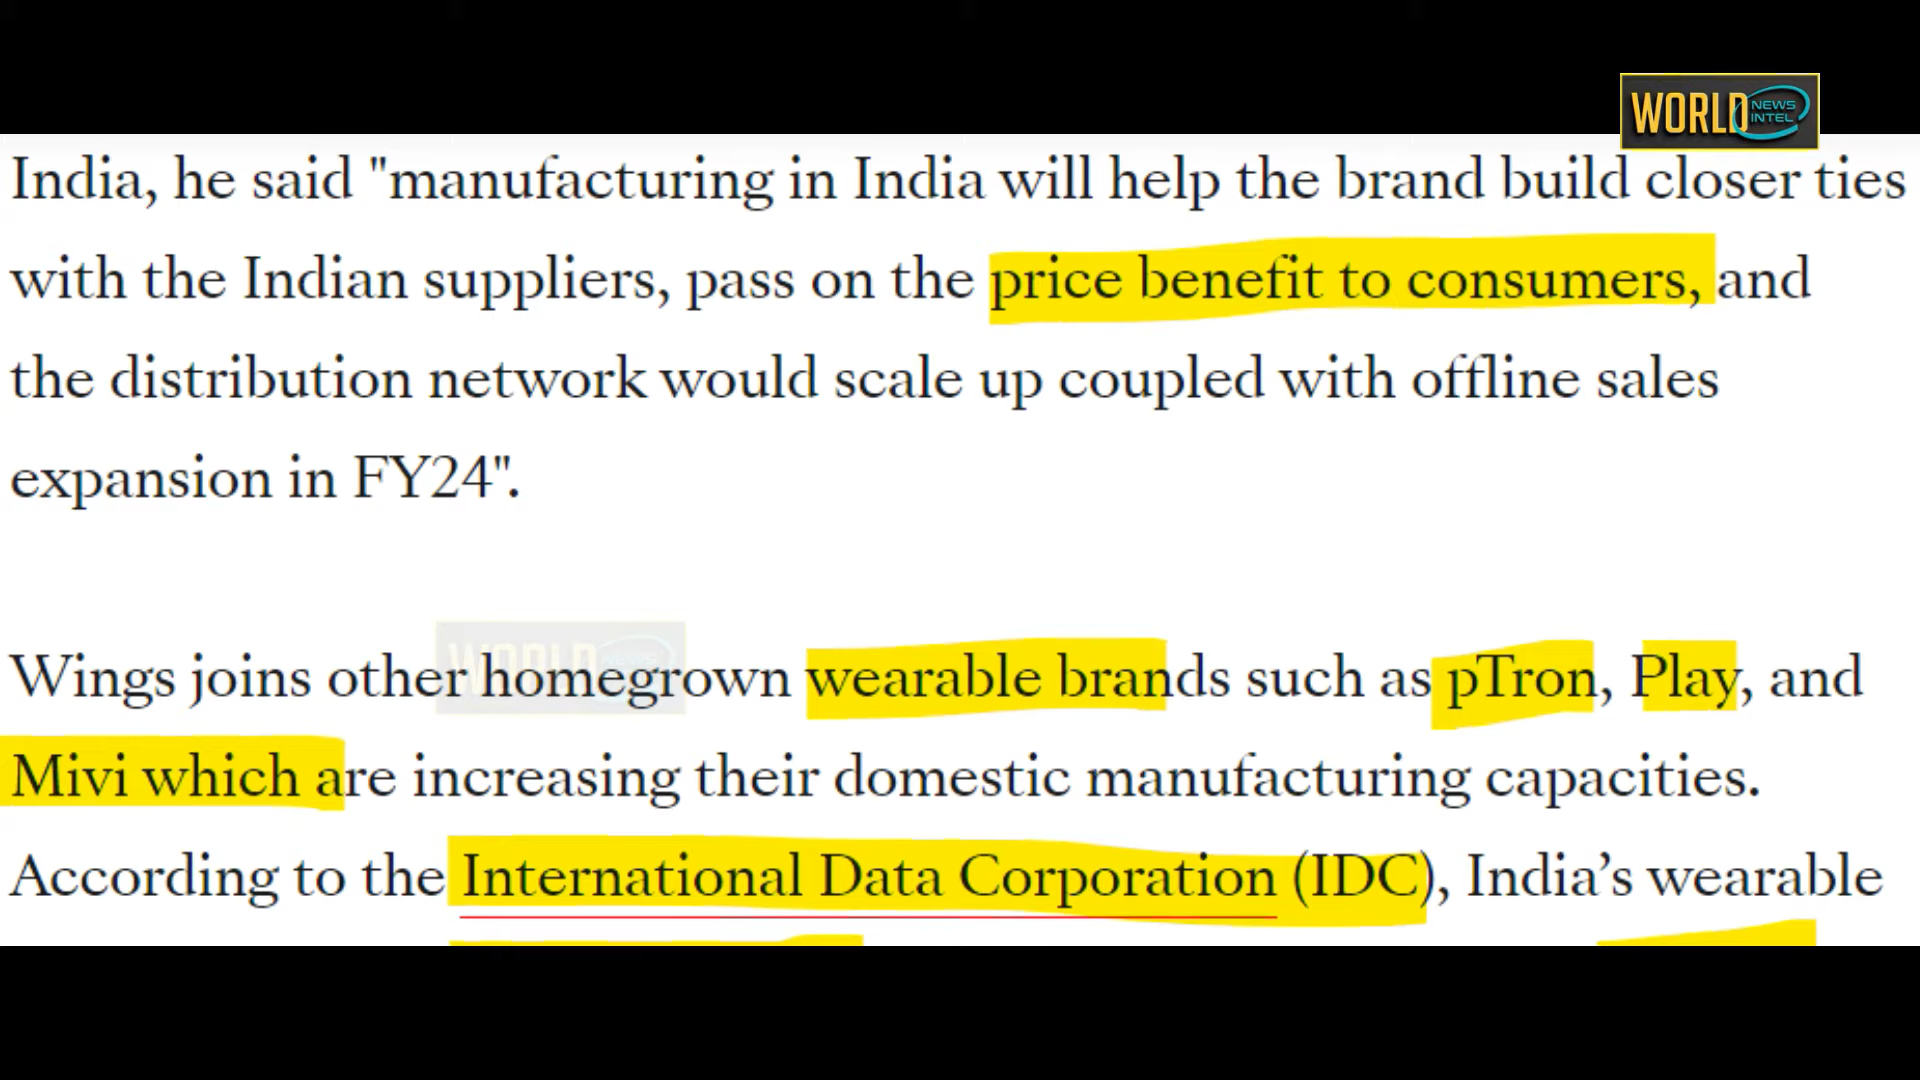 WORLD NEWS INTEL
India, he said "manufacturing in India will help the brand build closer ties
with the Indian suppliers, pass on the price benefit to consumers, and
the distribution network would scale up coupled with offline sales
expansion in FY24".
WORLD NEWS
Wings joins other homegrown wearable brands such as pTron, Play, and
Mivi which are increasing their domestic manufacturing capacities.
According to the International Data Corporation (IDC), India’s wearable